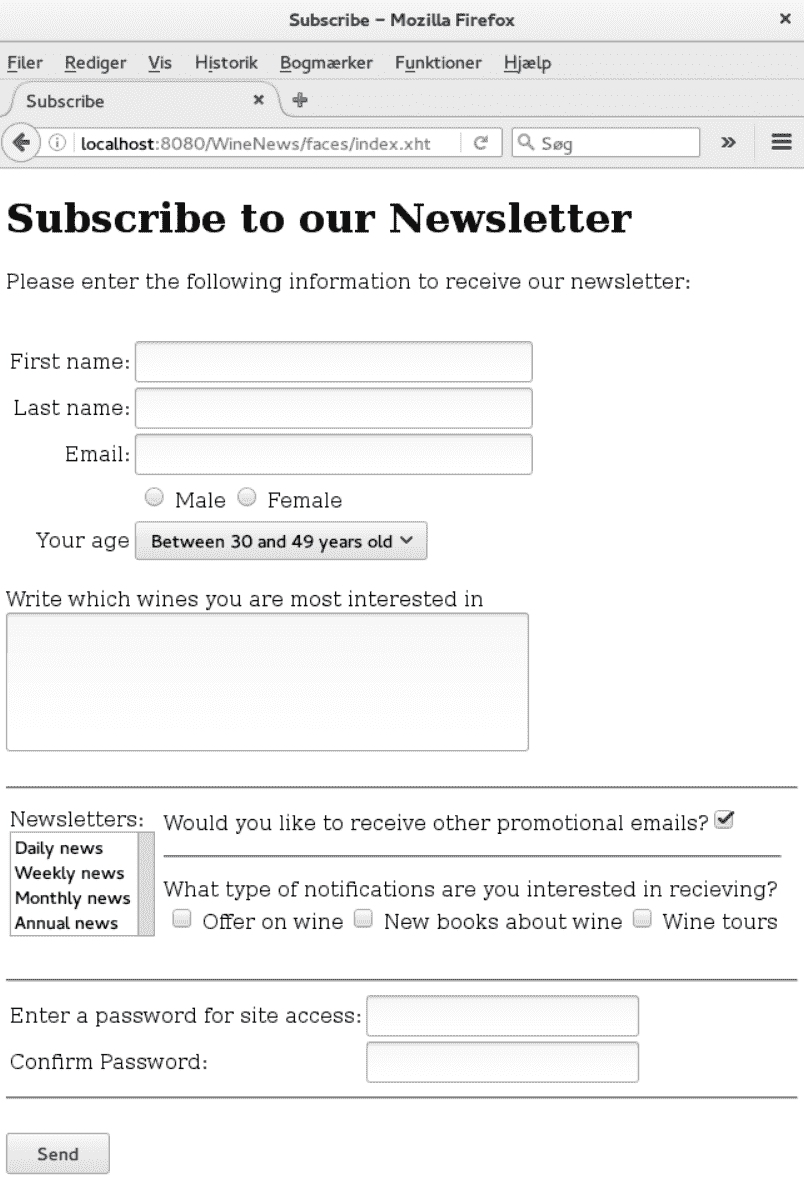 Subscribe – Mozilla Firefox ×
Filer Rediger Vis Historik Bogmærker Funktioner Hjælp
Subscribe × +
localhost:8080/WineNews/faces/index.xht Søg »
Subscribe to our Newsletter
Please enter the following information to receive our newsletter:
First name:
Last name:
Email:
Male Female
Your age Between 30 and 49 years old
Write which wines you are most interested in
Newsletters:
Daily news
Weekly news
Monthly news
Annual news
Would you like to receive other promotional emails?
What type of notifications are you interested in recieving?
Offer on wine New books about wine Wine tours
Enter a password for site access:
Confirm Password:
Send